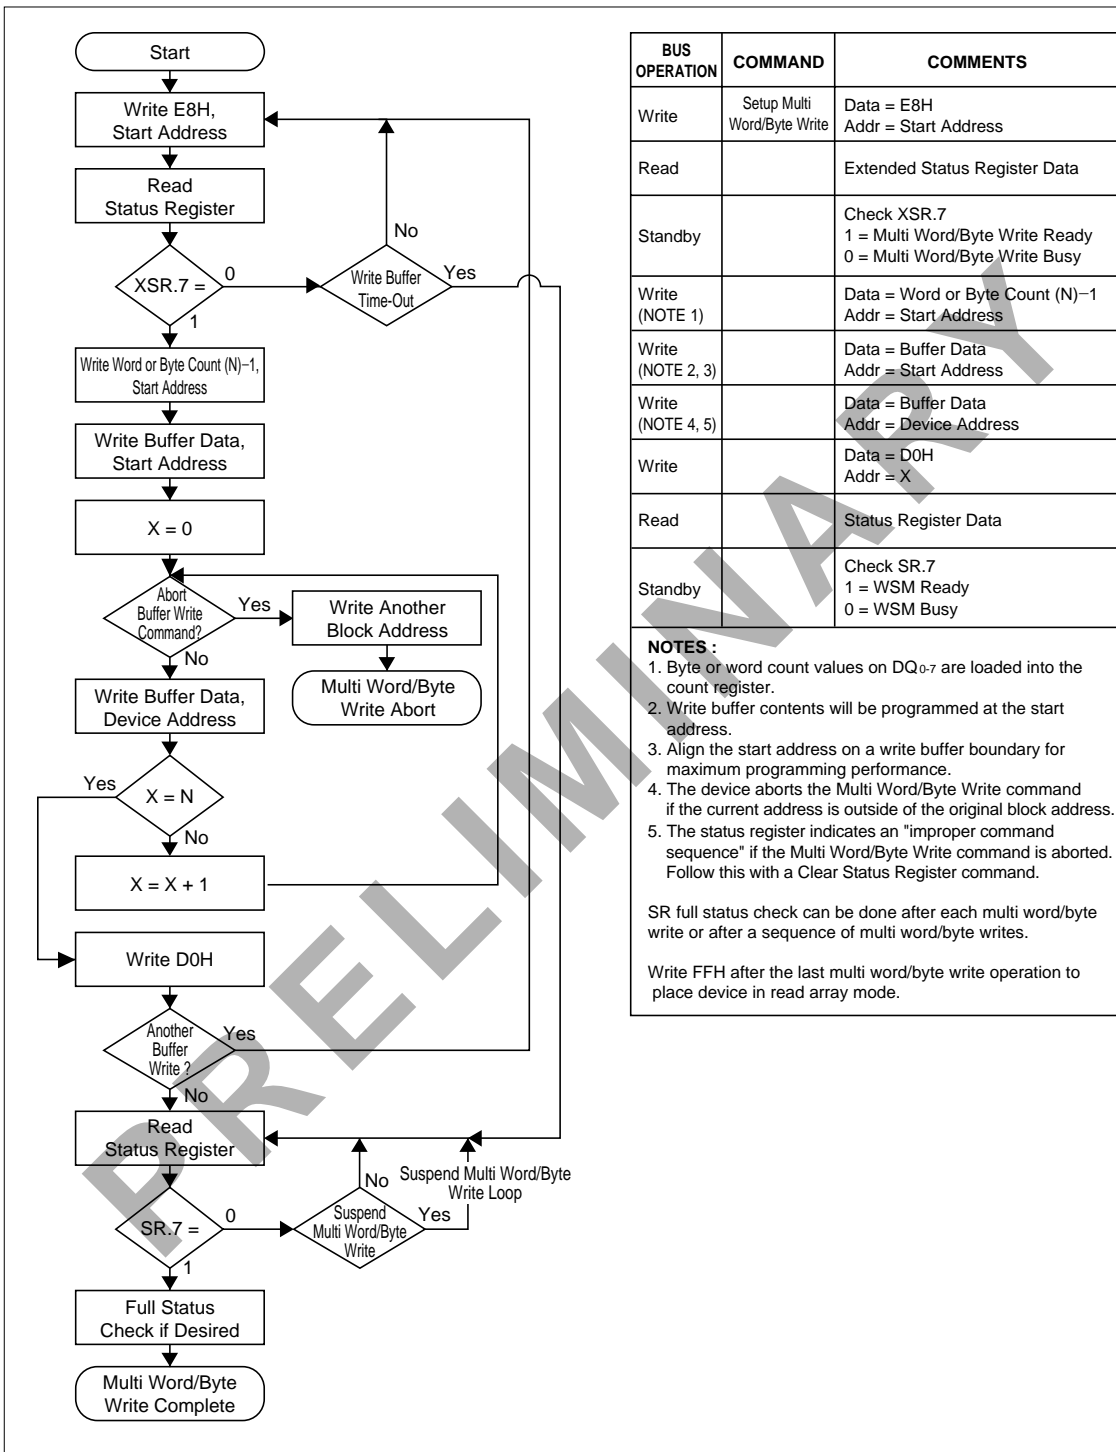 Start
Write E8H,
Start Address
Read
Status Register
XSR.7 =
0
1
Write Buffer
Time-Out
No
Yes
Write Word or Byte Count (N)−1,
Start Address
Write Buffer Data,
Start Address
X = 0
Abort
Buffer Write
Command?
Yes
No
Write Another
Block Address
Multi Word/Byte
Write Abort
Write Buffer Data,
Device Address
X = N
Yes
No
X = X + 1
Write D0H
Another
Buffer
Write ?
Yes
No
Read
Status Register
SR.7 =
0
1
Suspend
Multi Word/Byte
Write
No
Yes
Suspend Multi Word/Byte
Write Loop
Full Status
Check if Desired
Multi Word/Byte
Write Complete
BUS
OPERATION
COMMAND
COMMENTS
Write
Setup Multi
Word/Byte Write
Data = E8H
Addr = Start Address
Read
Extended Status Register Data
Standby
Check XSR.7
1 = Multi Word/Byte Write Ready
0 = Multi Word/Byte Write Busy
Write
(NOTE 1)
Data = Word or Byte Count (N)−1
Addr = Start Address
Write
(NOTE 2, 3)
Data = Buffer Data
Addr = Start Address
Write
(NOTE 4, 5)
Data = Buffer Data
Addr = Device Address
Write
Data = D0H
Addr = X
Read
Status Register Data
Standby
Check SR.7
1 = WSM Ready
0 = WSM Busy
NOTES :
1. Byte or word count values on DQ0-7 are loaded into the
count register.
2. Write buffer contents will be programmed at the start
address.
3. Align the start address on a write buffer boundary for
maximum programming performance.
4. The device aborts the Multi Word/Byte Write command
if the current address is outside of the original block address.
5. The status register indicates an "improper command
sequence" if the Multi Word/Byte Write command is aborted.
Follow this with a Clear Status Register command.
SR full status check can be done after each multi word/byte
write or after a sequence of multi word/byte writes.
Write FFH after the last multi word/byte write operation to
place device in read array mode.
PRELIMINARY